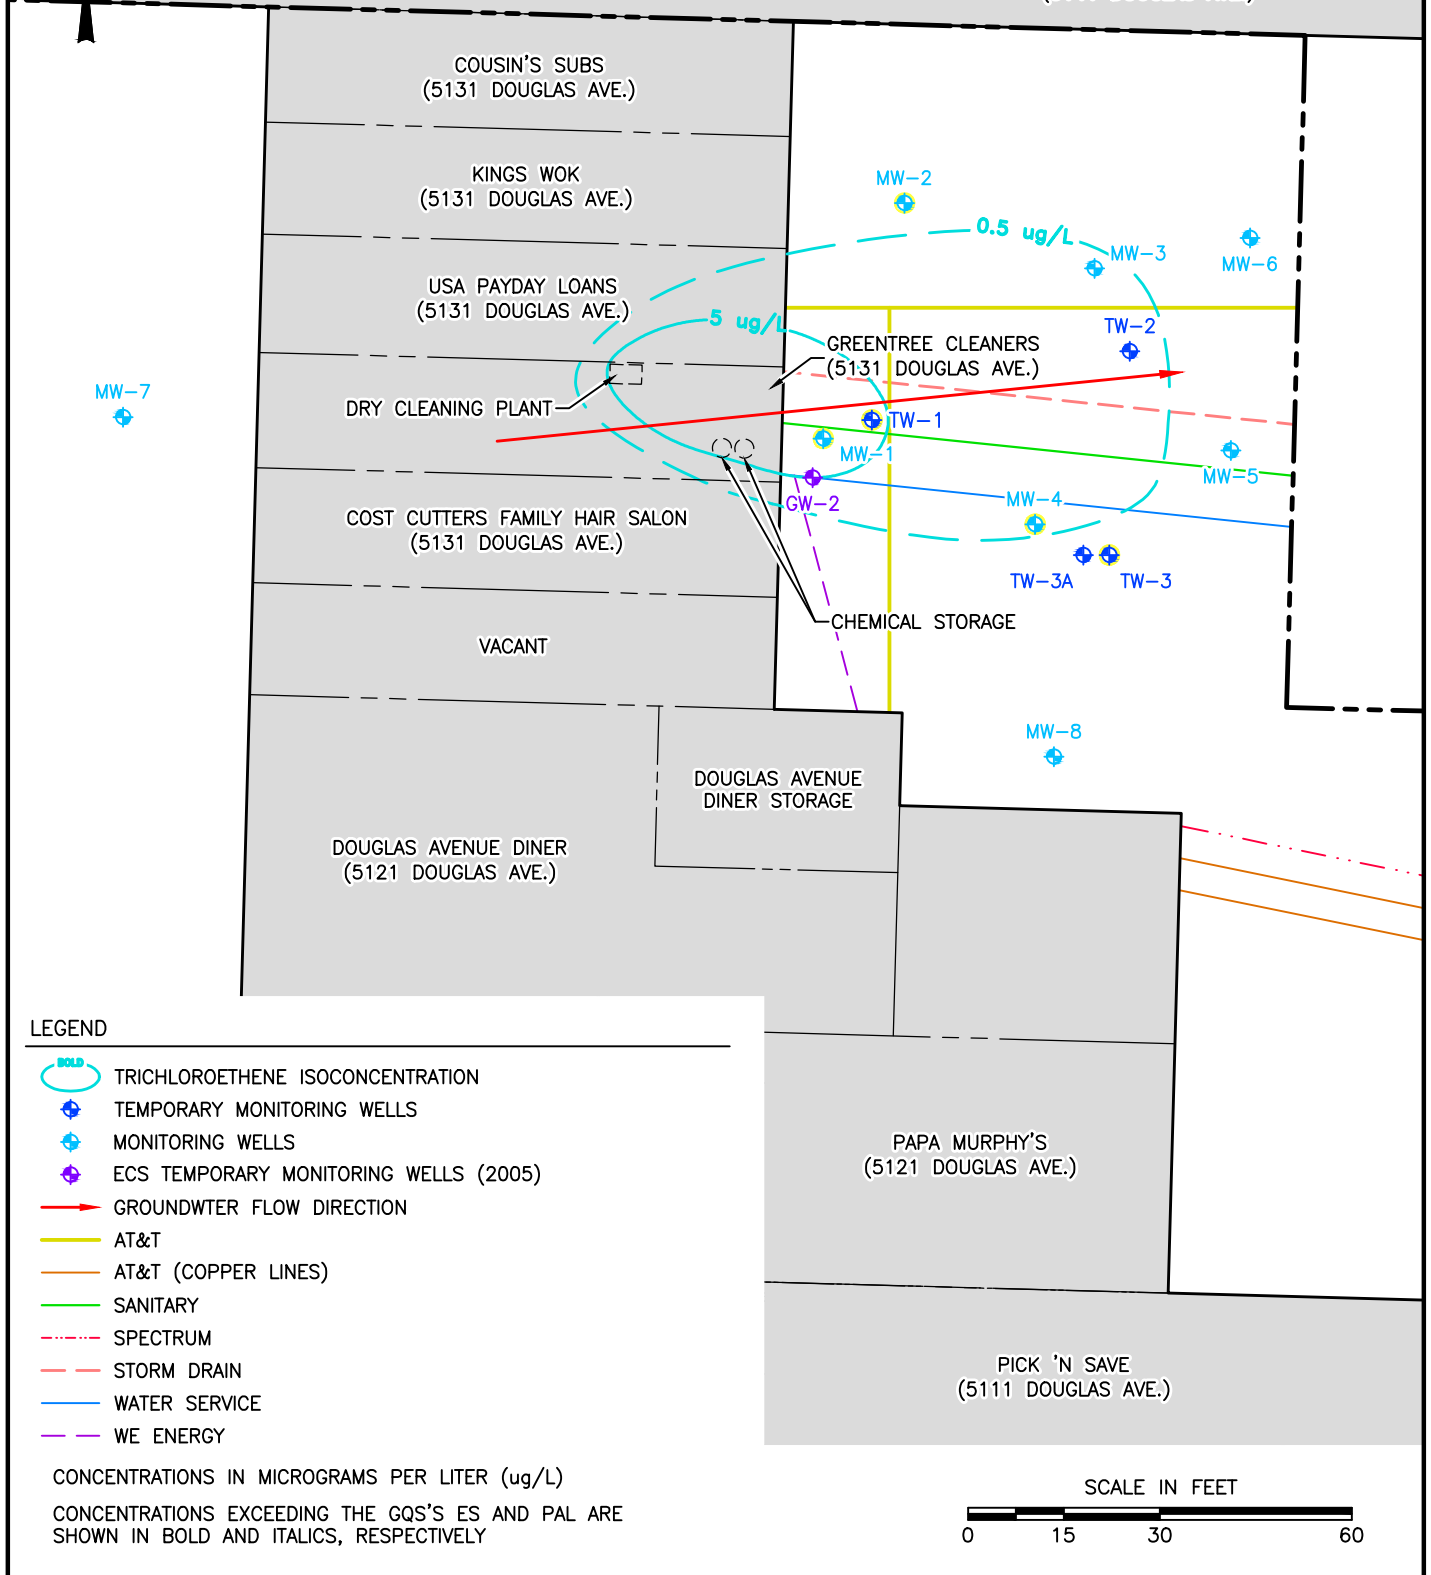 COUSIN'S SUBS
(5131 DOUGLAS AVE.)
KINGS WOK
(5131 DOUGLAS AVE.)
USA PAYDAY LOANS
(5131 DOUGLAS AVE.)
MW-2
0.5 ug/L
MW-3
MW-6
TW-2
5 ug/L
GREENTREE CLEANERS
(5131 DOUGLAS AVE.)
MW-7
DRY CLEANING PLANT
TW-1
MW-1
MW-5
GW-2
MW-4
COST CUTTERS FAMILY HAIR SALON
(5131 DOUGLAS AVE.)
TW-3A
TW-3
CHEMICAL STORAGE
VACANT
MW-8
DOUGLAS AVENUE
DINER STORAGE
DOUGLAS AVENUE DINER
(5121 DOUGLAS AVE.)
LEGEND
BOLD
TRICHLOROETHENE ISOCONCENTRATION
TEMPORARY MONITORING WELLS
MONITORING WELLS
ECS TEMPORARY MONITORING WELLS (2005)
GROUNDWTER FLOW DIRECTION
AT&T
AT&T (COPPER LINES)
SANITARY
SPECTRUM
STORM DRAIN
WATER SERVICE
WE ENERGY
CONCENTRATIONS IN MICROGRAMS PER LITER (ug/L)
CONCENTRATIONS EXCEEDING THE GQS'S ES AND PAL ARE
SHOWN IN BOLD AND ITALICS, RESPECTIVELY
PAPA MURPHY'S
(5121 DOUGLAS AVE.)
PICK 'N SAVE
(5111 DOUGLAS AVE.)
SCALE IN FEET
0 15 30 60